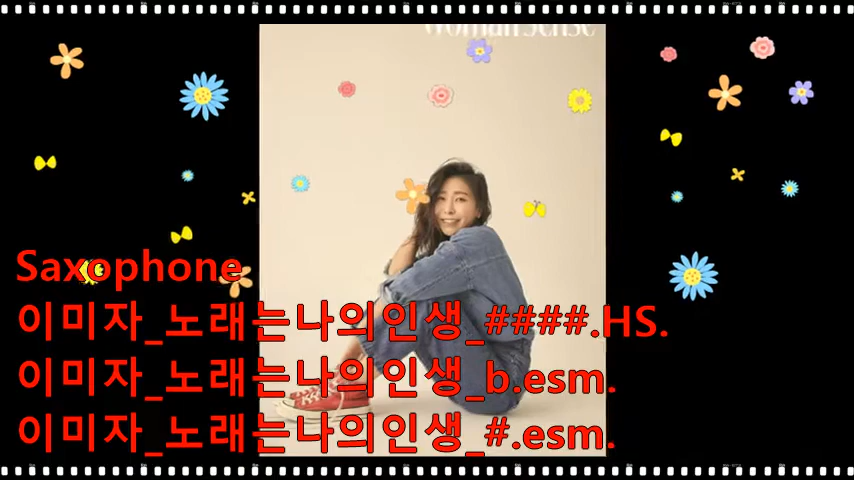 Woman Sense
Saxophone
이미자_노래는나의인생_####.HS.
이미자_노래는나의인생_b.esm.
이미자_노래는나의인생_#.esm.